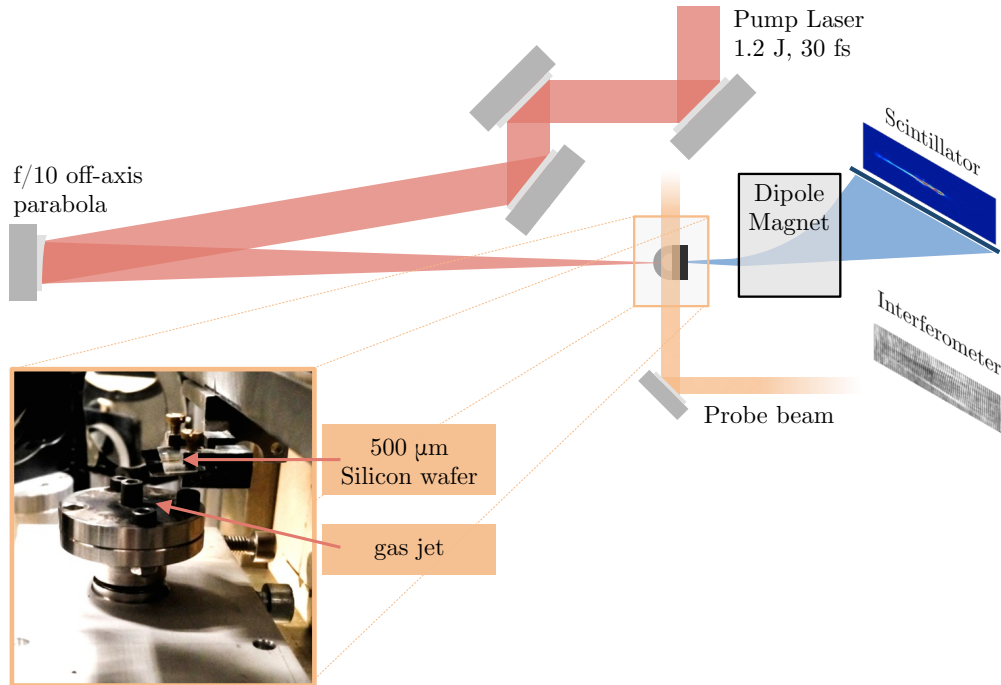 Pump Laser
1.2 J, 30 fs
Scintillator
f/10 off-axis
parabola
Dipole
Magnet
Interferometer
Probe beam
500 µm
Silicon wafer
gas jet